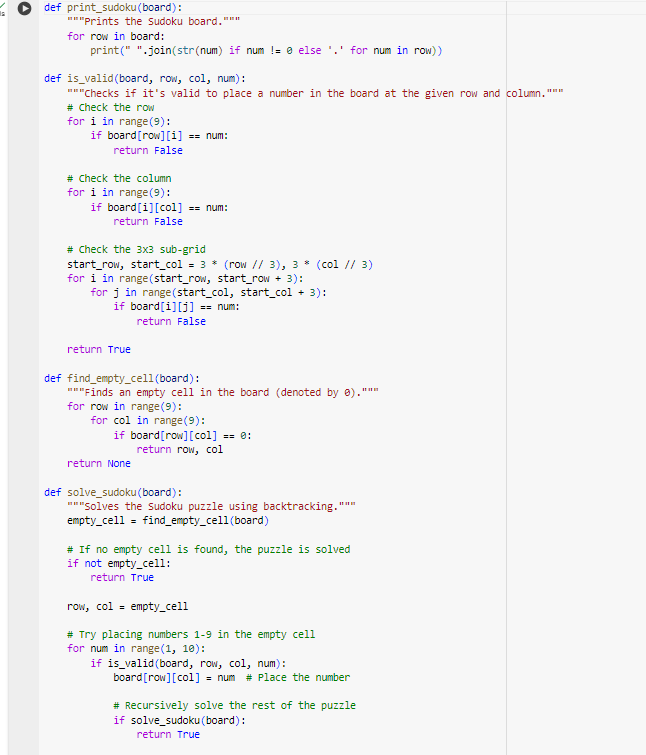 def print_sudoku(board):
    """Prints the Sudoku board."""
    for row in board:
        print(" ".join(str(num) if num != 0 else '.' for num in row))

def is_valid(board, row, col, num):
    """Checks if it's valid to place a number in the board at the given row and column."""
    # Check the row
    for i in range(9):
        if board[row][i] == num:
            return False

    # Check the column
    for i in range(9):
        if board[i][col] == num:
            return False

    # Check the 3x3 sub-grid
    start_row, start_col = 3 * (row // 3), 3 * (col // 3)
    for i in range(start_row, start_row + 3):
        for j in range(start_col, start_col + 3):
            if board[i][j] == num:
                return False

    return True

def find_empty_cell(board):
    """Finds an empty cell in the board (denoted by 0)."""
    for row in range(9):
        for col in range(9):
            if board[row][col] == 0:
                return row, col
    return None

def solve_sudoku(board):
    """Solves the Sudoku puzzle using backtracking."""
    empty_cell = find_empty_cell(board)

    # If no empty cell is found, the puzzle is solved
    if not empty_cell:
        return True

    row, col = empty_cell

    # Try placing numbers 1-9 in the empty cell
    for num in range(1, 10):
        if is_valid(board, row, col, num):
            board[row][col] = num  # Place the number

            # Recursively solve the rest of the puzzle
            if solve_sudoku(board):
                return True